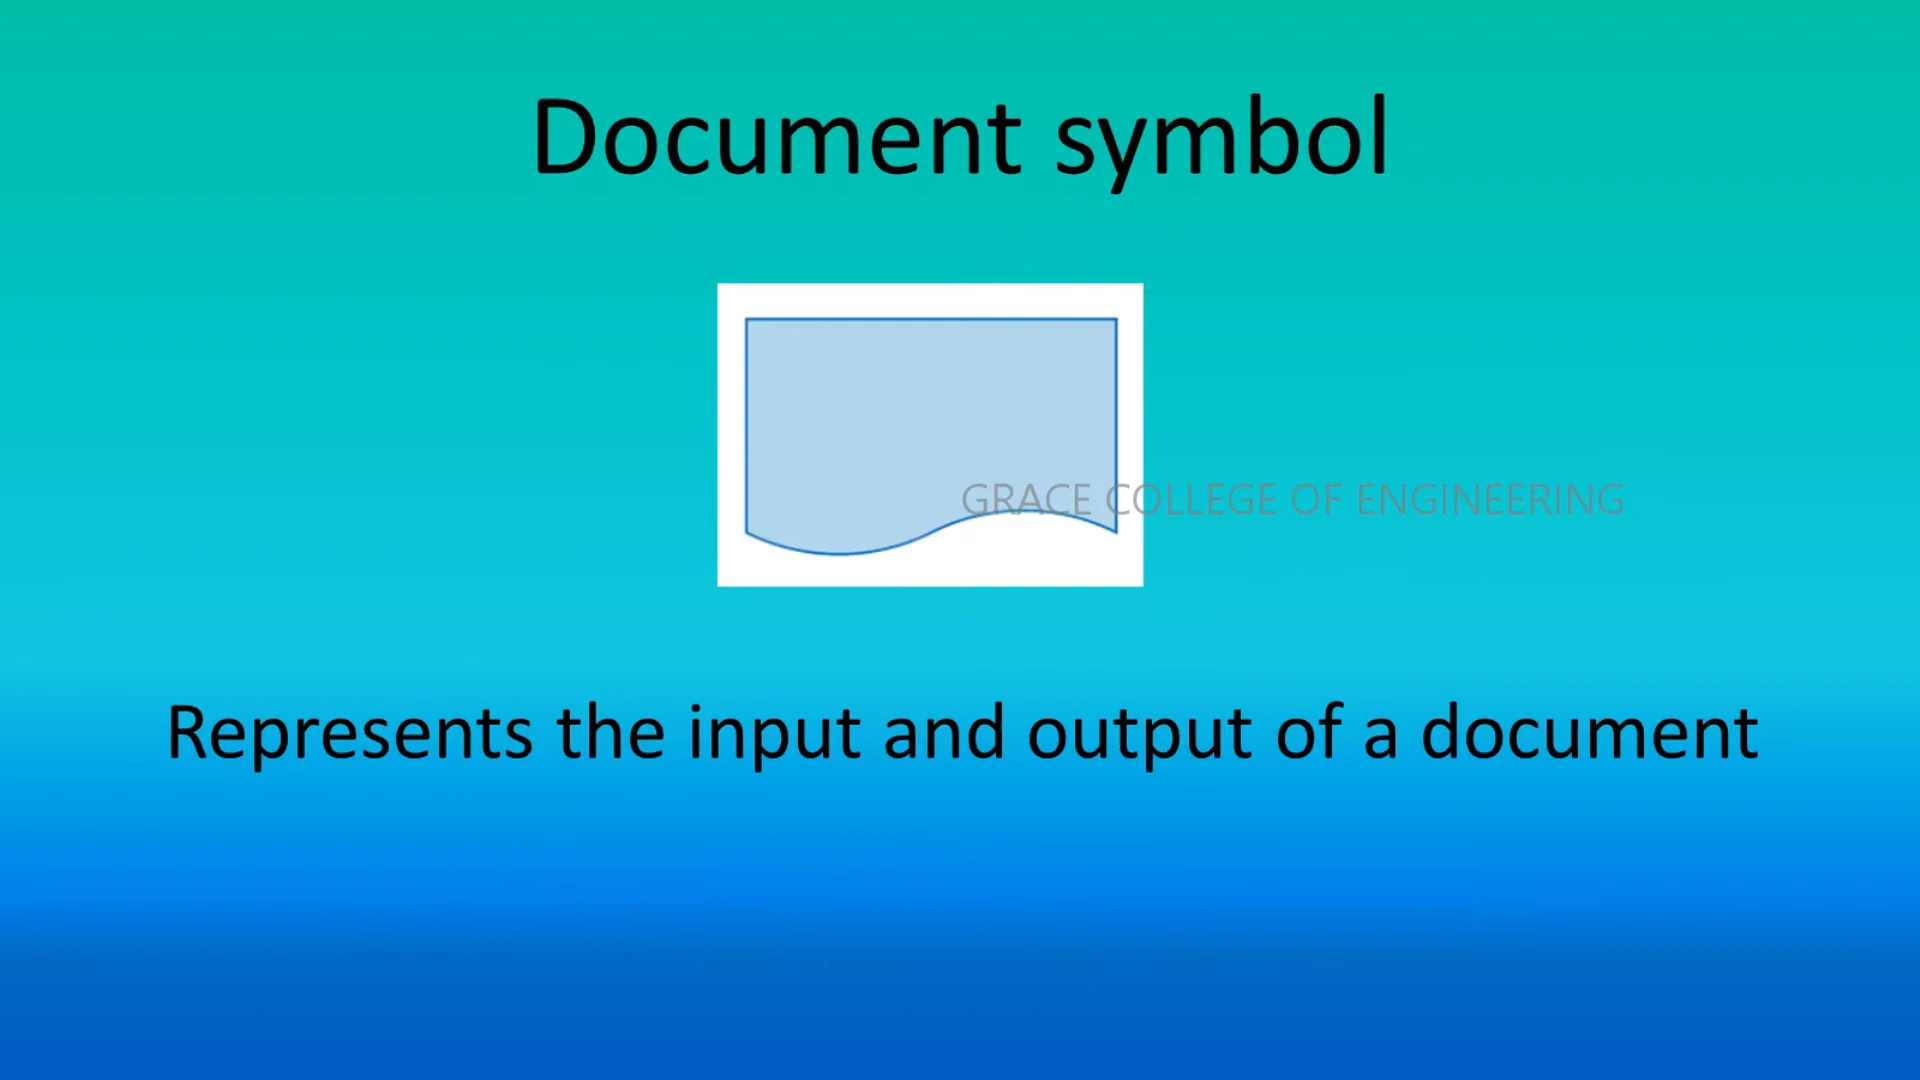 Document symbol
GRACE COLLEGE OF ENGINEERING
Represents the input and output of a document